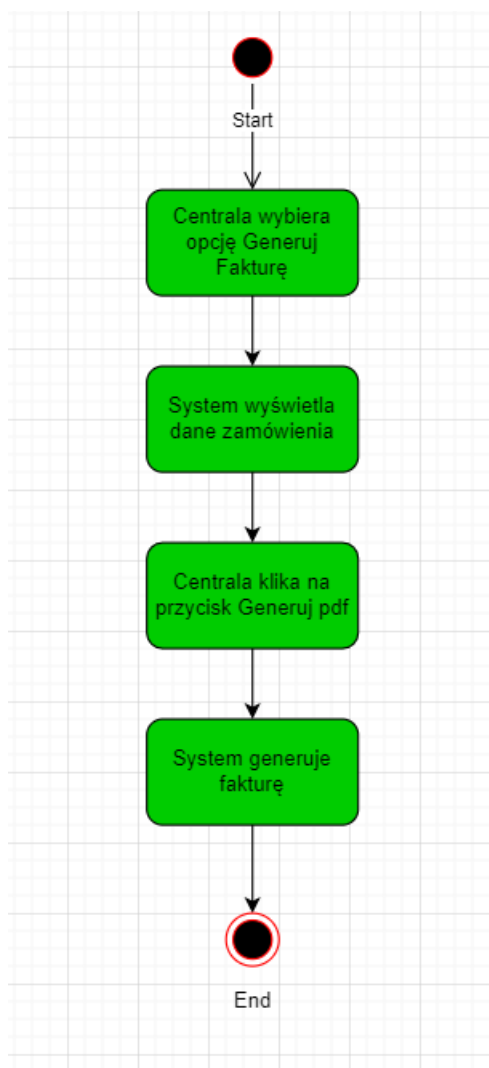 Start
Centrala wybiera
opcję Generuj
Fakturę
System wyświetla
dane zamówienia
Centrala klika na
przycisk Generuj pdf
System generuje
fakturę
End